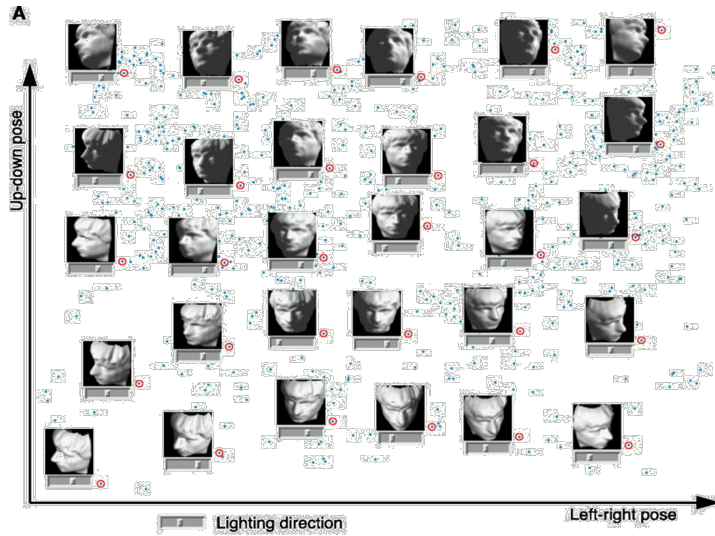 A
Up-down pose
Left-right pose
Lighting direction